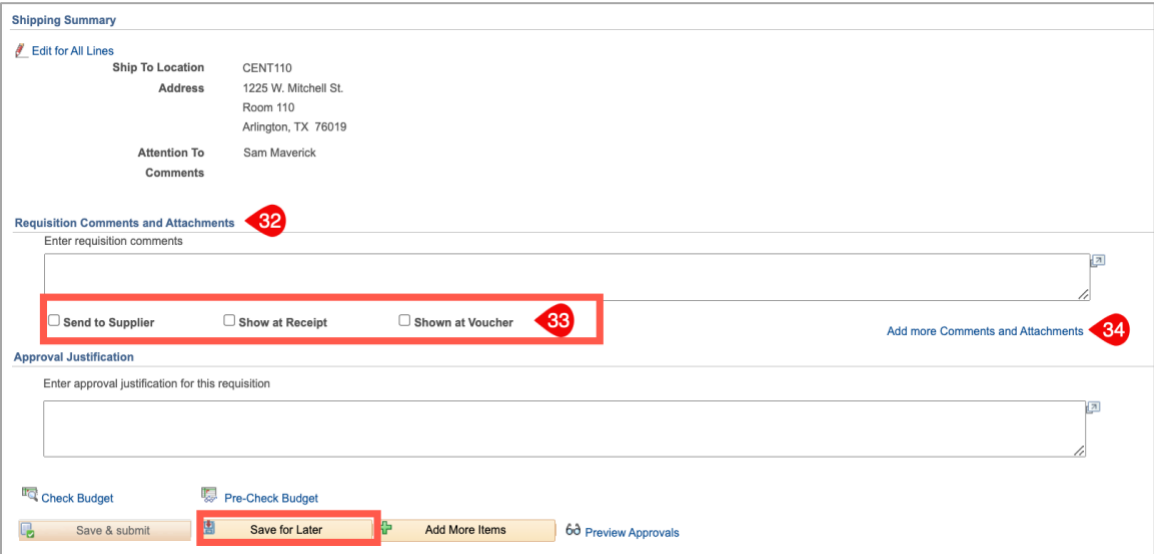 Shipping Summary
Edit for All Lines
Ship To Location CENT110
Address 1225 W. Mitchell St.
Room 110
Arlington, TX 76019
Attention To Sam Maverick
Comments
Requisition Comments and Attachments 32
Enter requisition comments
Send to Supplier Show at Receipt Shown at Voucher 33
Add more Comments and Attachments 34
Approval Justification
Enter approval justification for this requisition
Check Budget Pre-Check Budget
Save & submit Save for Later Add More Items Preview Approvals